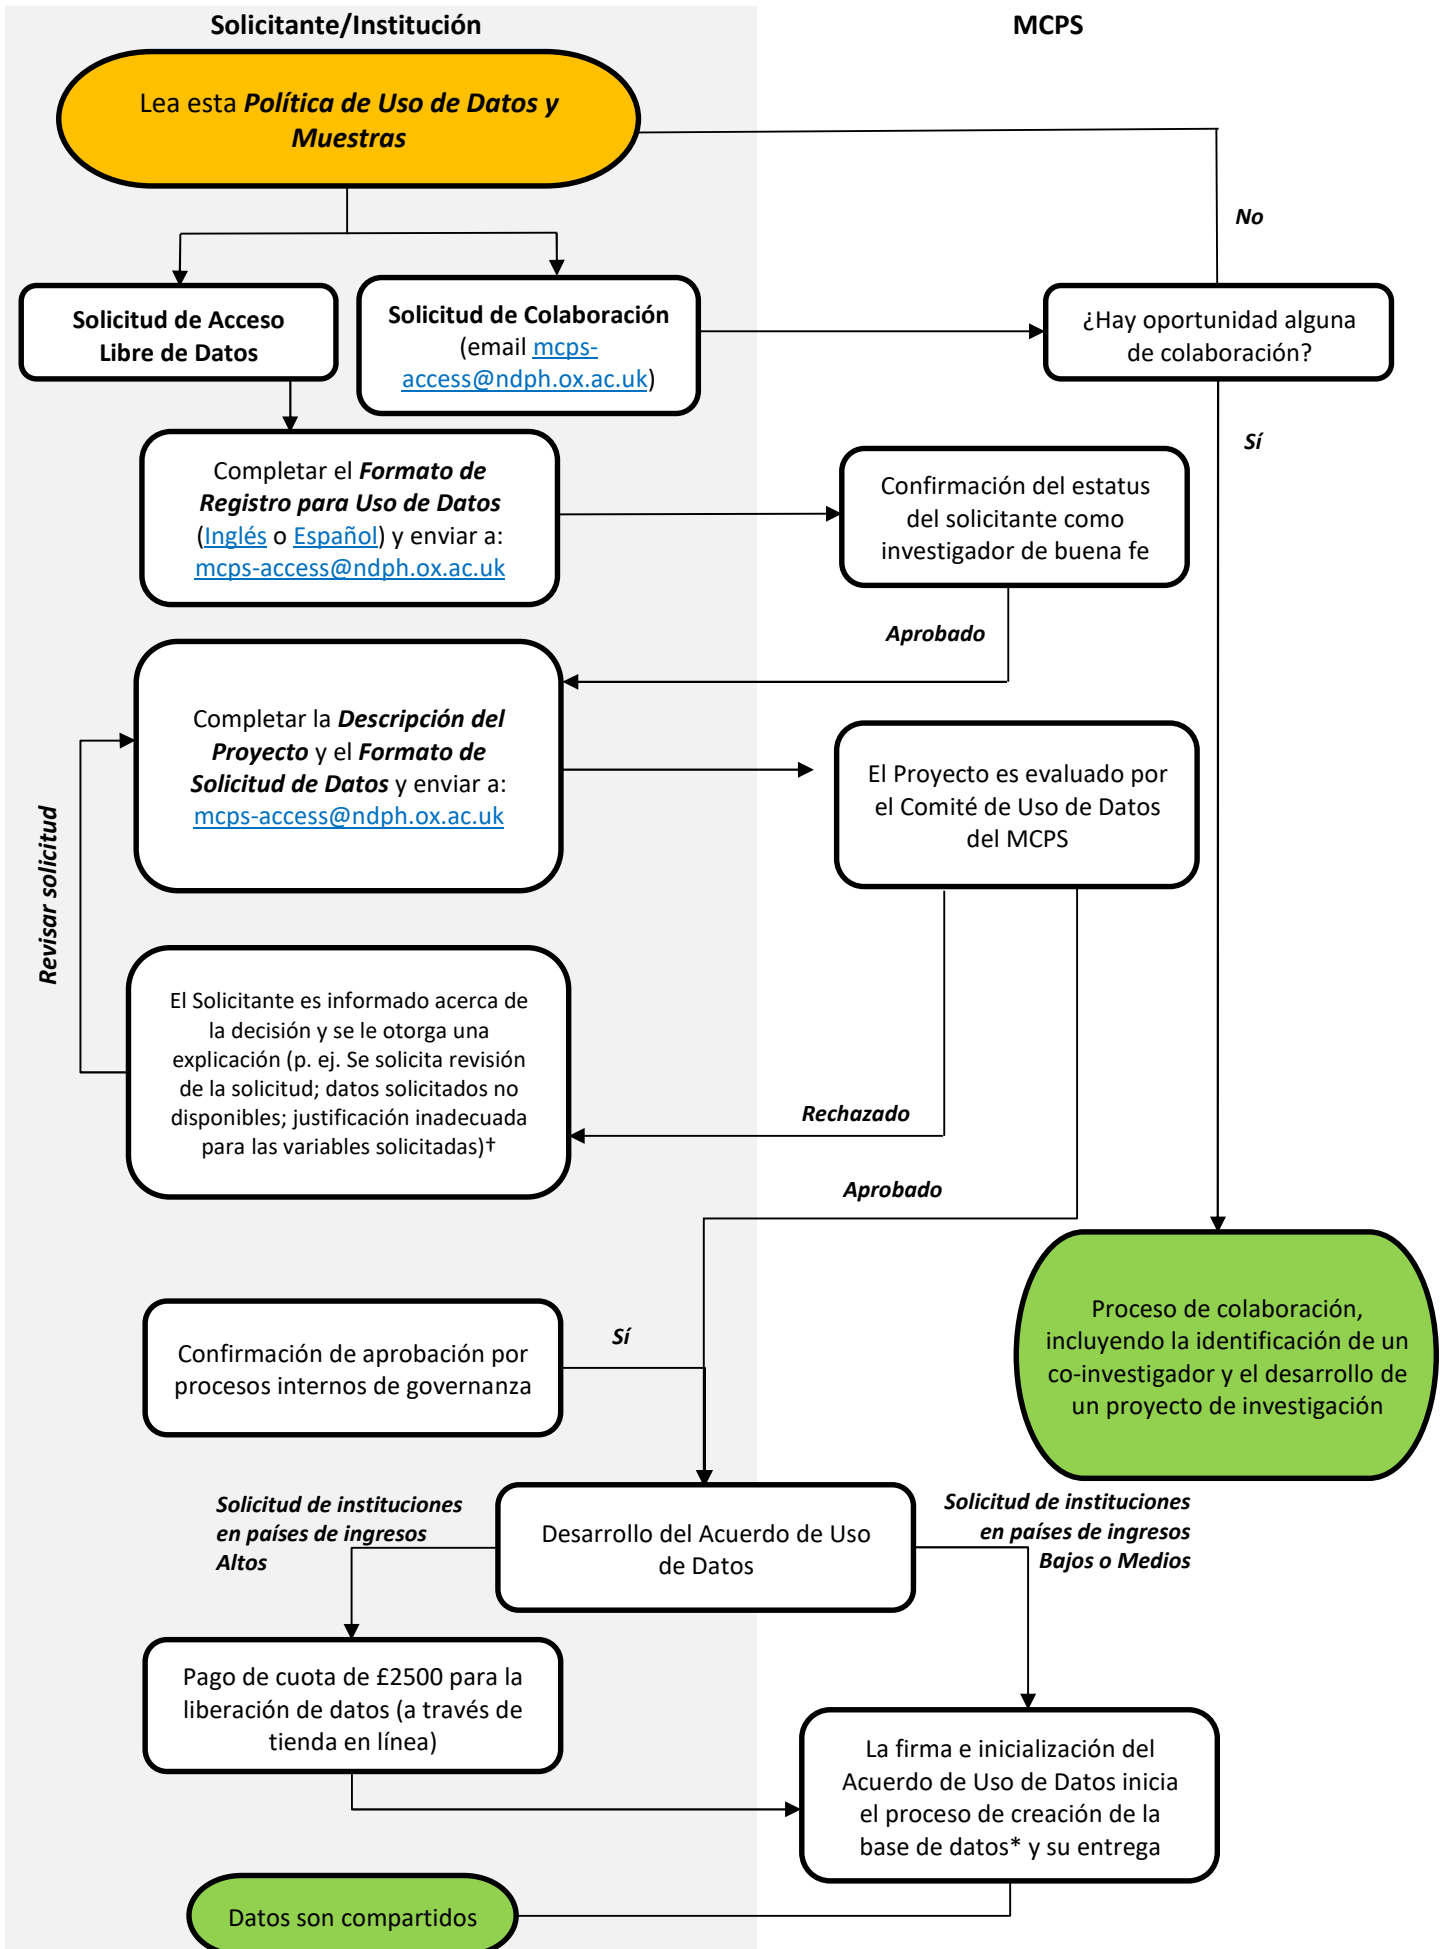 Solicitante/Institución
MCPS
Lea esta Política de Uso de Datos y
Muestras
No
Solicitud de Acceso
Libre de Datos
Solicitud de Colaboración
(email mcps-
access@ndph.ox.ac.uk)
¿Hay oportunidad alguna
de colaboración?
Sí
Completar el Formato de
Registro para Uso de Datos
(Inglés o Español) y enviar a:
mcps-access@ndph.ox.ac.uk
Confirmación del estatus
del solicitante como
investigador de buena fe
Aprobado
Completar la Descripción del
Proyecto y el Formato de
Solicitud de Datos y enviar a:
mcps-access@ndph.ox.ac.uk
El Proyecto es evaluado por
el Comité de Uso de Datos
del MCPS
Revisar solicitud
El Solicitante es informado acerca de
la decisión y se le otorga una
explicación (p. ej. Se solicita revisión
de la solicitud; datos solicitados no
disponibles; justificación inadecuada
para las variables solicitadas)†
Rechazado
Aprobado
Proceso de colaboración,
incluyendo la identificación de un
co-investigador y el desarrollo de
un proyecto de investigación
Confirmación de aprobación por
procesos internos de governanza
Sí
Solicitud de instituciones
en países de ingresos
Altos
Desarrollo del Acuerdo de Uso
de Datos
Solicitud de instituciones
en países de ingresos
Bajos o Medios
Pago de cuota de £2500 para la
liberación de datos (a través de
tienda en línea)
La firma e inicialización del
Acuerdo de Uso de Datos inicia
el proceso de creación de la
base de datos* y su entrega
Datos son compartidos